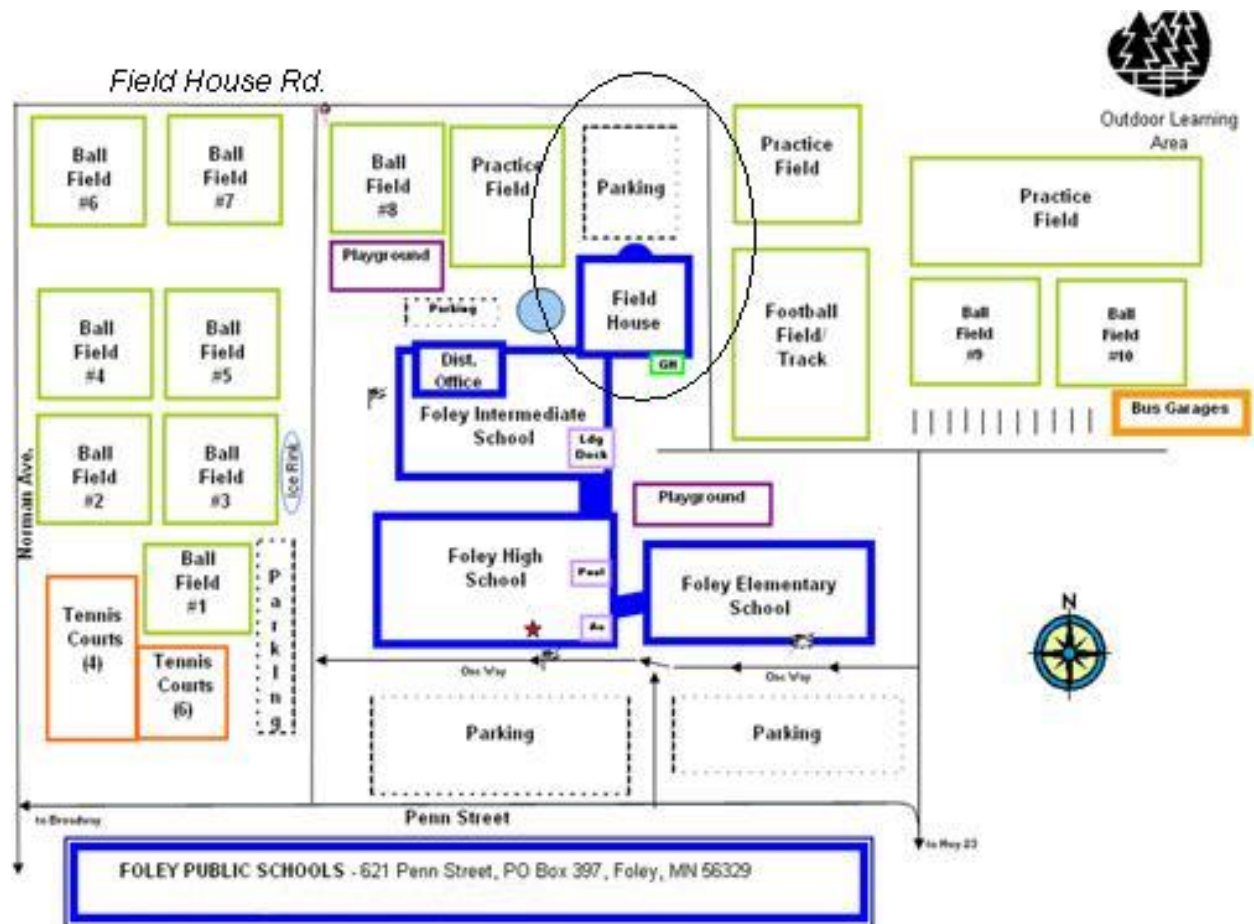 Field House Rd.
Outdoor Learning
Area
Ball
Field
#6
Ball
Field
#7
Ball
Field
#8
Practice
Field
Parking
Practice
Field
Practice
Field
Playground
Parking
Field
House
Football
Field/
Track
Ball
Field
#9
Ball
Field
#10
Bus Garages
Ball
Field
#4
Ball
Field
#5
Dist.
Office
GH
Foley Intermediate
School
Ldg
Dock
Ball
Field
#2
Ball
Field
#3
Ice Rink
Norman Ave.
Playground
Ball
Field
#1
Parking
Foley High
School
Pool
Foley Elementary
School
N
Tennis
Courts
(4)
Tennis
Courts
(6)
One Way
One Way
Parking
Parking
to Broadway
Penn Street
to Hwy 23
FOLEY PUBLIC SCHOOLS - 621 Penn Street, PO Box 397, Foley, MN 56329